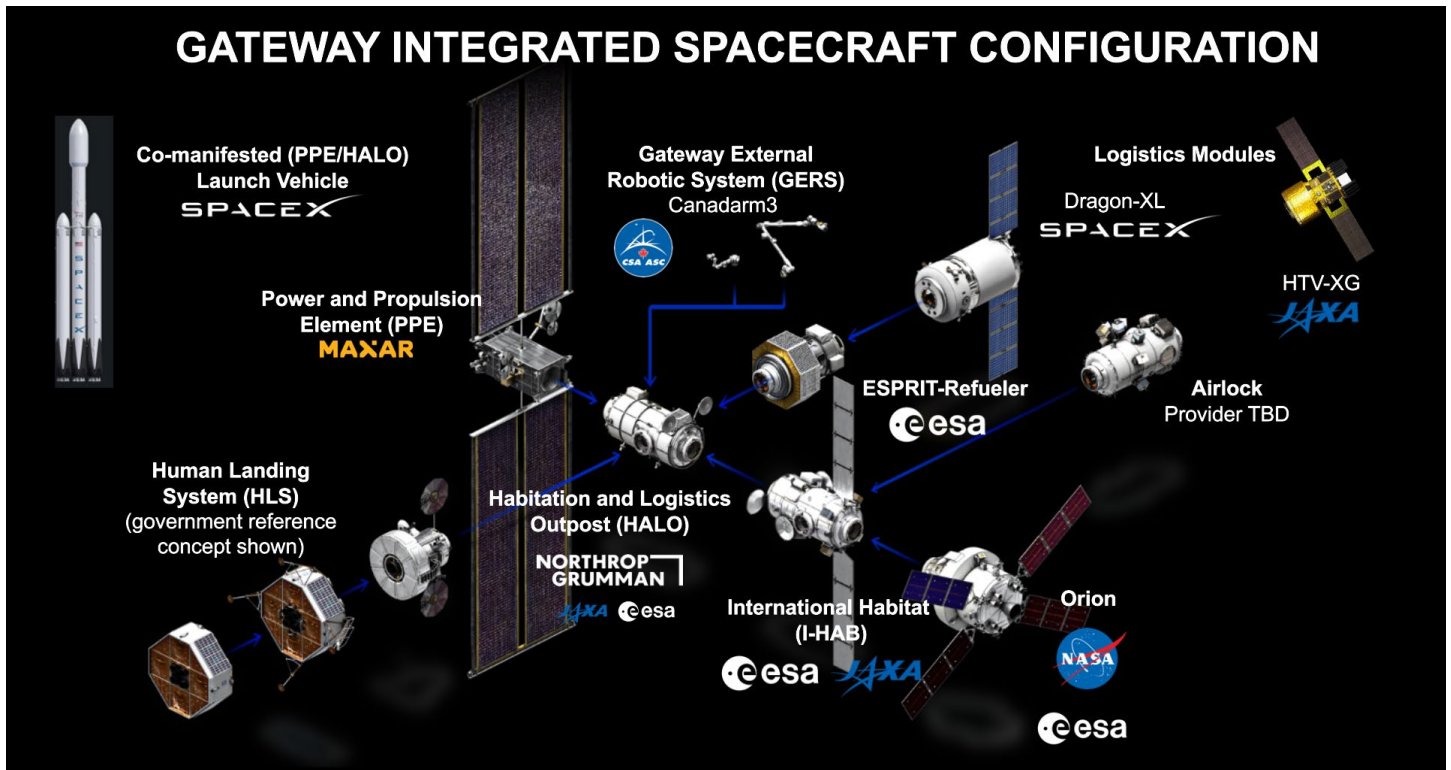 GATEWAY INTEGRATED SPACECRAFT CONFIGURATION
Co-manifested (PPE/HALO)
Launch Vehicle
SPACEX
SPACEX
Power and Propulsion
Element (PPE)
MAXAR
Gateway External
Robotic System (GERS)
Canadarm3
CSA ASC
Logistics Modules
Dragon-XL
SPACEX
HTV-XG
JAXA
ESPRIT-Refueler
esa
Airlock
Provider TBD
Human Landing
System (HLS)
(government reference
concept shown)
Habitation and Logistics
Outpost (HALO)
NORTHROP
GRUMMAN
JAXA esa
International Habitat
(I-HAB)
esa JAXA
Orion
NASA
esa